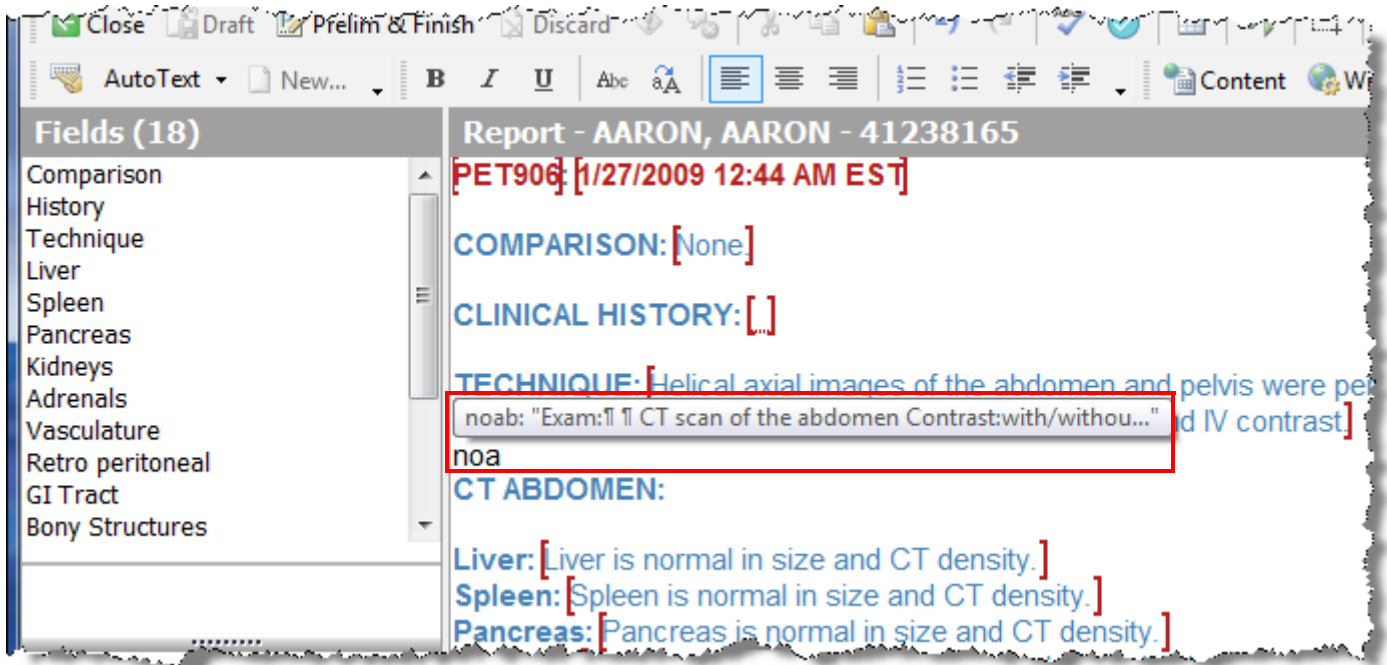 Close Draft Prelim & Finish Discard
AutoText New... B I U Abc Content
Fields (18)
Comparison
History
Technique
Liver
Spleen
Pancreas
Kidneys
Adrenals
Vasculature
Retro peritoneal
GI Tract
Bony Structures
Report - AARON, AARON - 41238165
[PET906]: [1/27/2009 12:44 AM EST]
COMPARISON: [None.]
CLINICAL HISTORY: [ ]
TECHNIQUE: [Helical axial images of the abdomen and pelvis were per
noab: "Exam:¶ ¶ CT scan of the abdomen Contrast:with/withou..."
d IV contrast.]
noa
CT ABDOMEN:
Liver: [Liver is normal in size and CT density.]
Spleen: [Spleen is normal in size and CT density.]
Pancreas: [Pancreas is normal in size and CT density.]